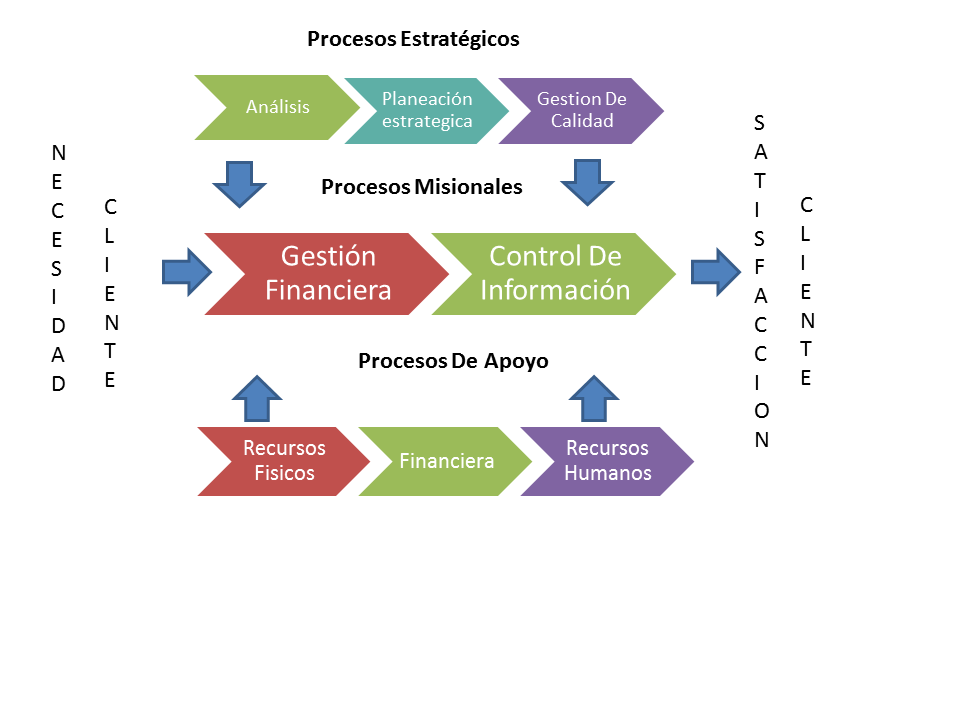 Procesos Estratégicos
Análisis
Planeación
estrategica
Gestion De
Calidad
NECESIDAD
CLIENTE
Procesos Misionales
Gestión
Financiera
Control De
Información
SATISFACCION
CLIENTE
Procesos De Apoyo
Recursos
Fisicos
Financiera
Recursos
Humanos